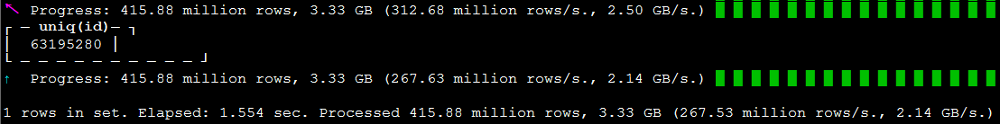 ↖ Progress: 415.88 million rows, 3.33 GB (312.68 million rows/s., 2.50 GB/s.)
┌ ─ uniq(id)─ ┐
│ 63195280 │
└ ─ ─ ─ ─ ─ ─ ─ ─ ─ ─ ┘
↑ Progress: 415.88 million rows, 3.33 GB (267.63 million rows/s., 2.14 GB/s.)
1 rows in set. Elapsed: 1.554 sec. Processed 415.88 million rows, 3.33 GB (267.53 million rows/s., 2.14 GB/s.)